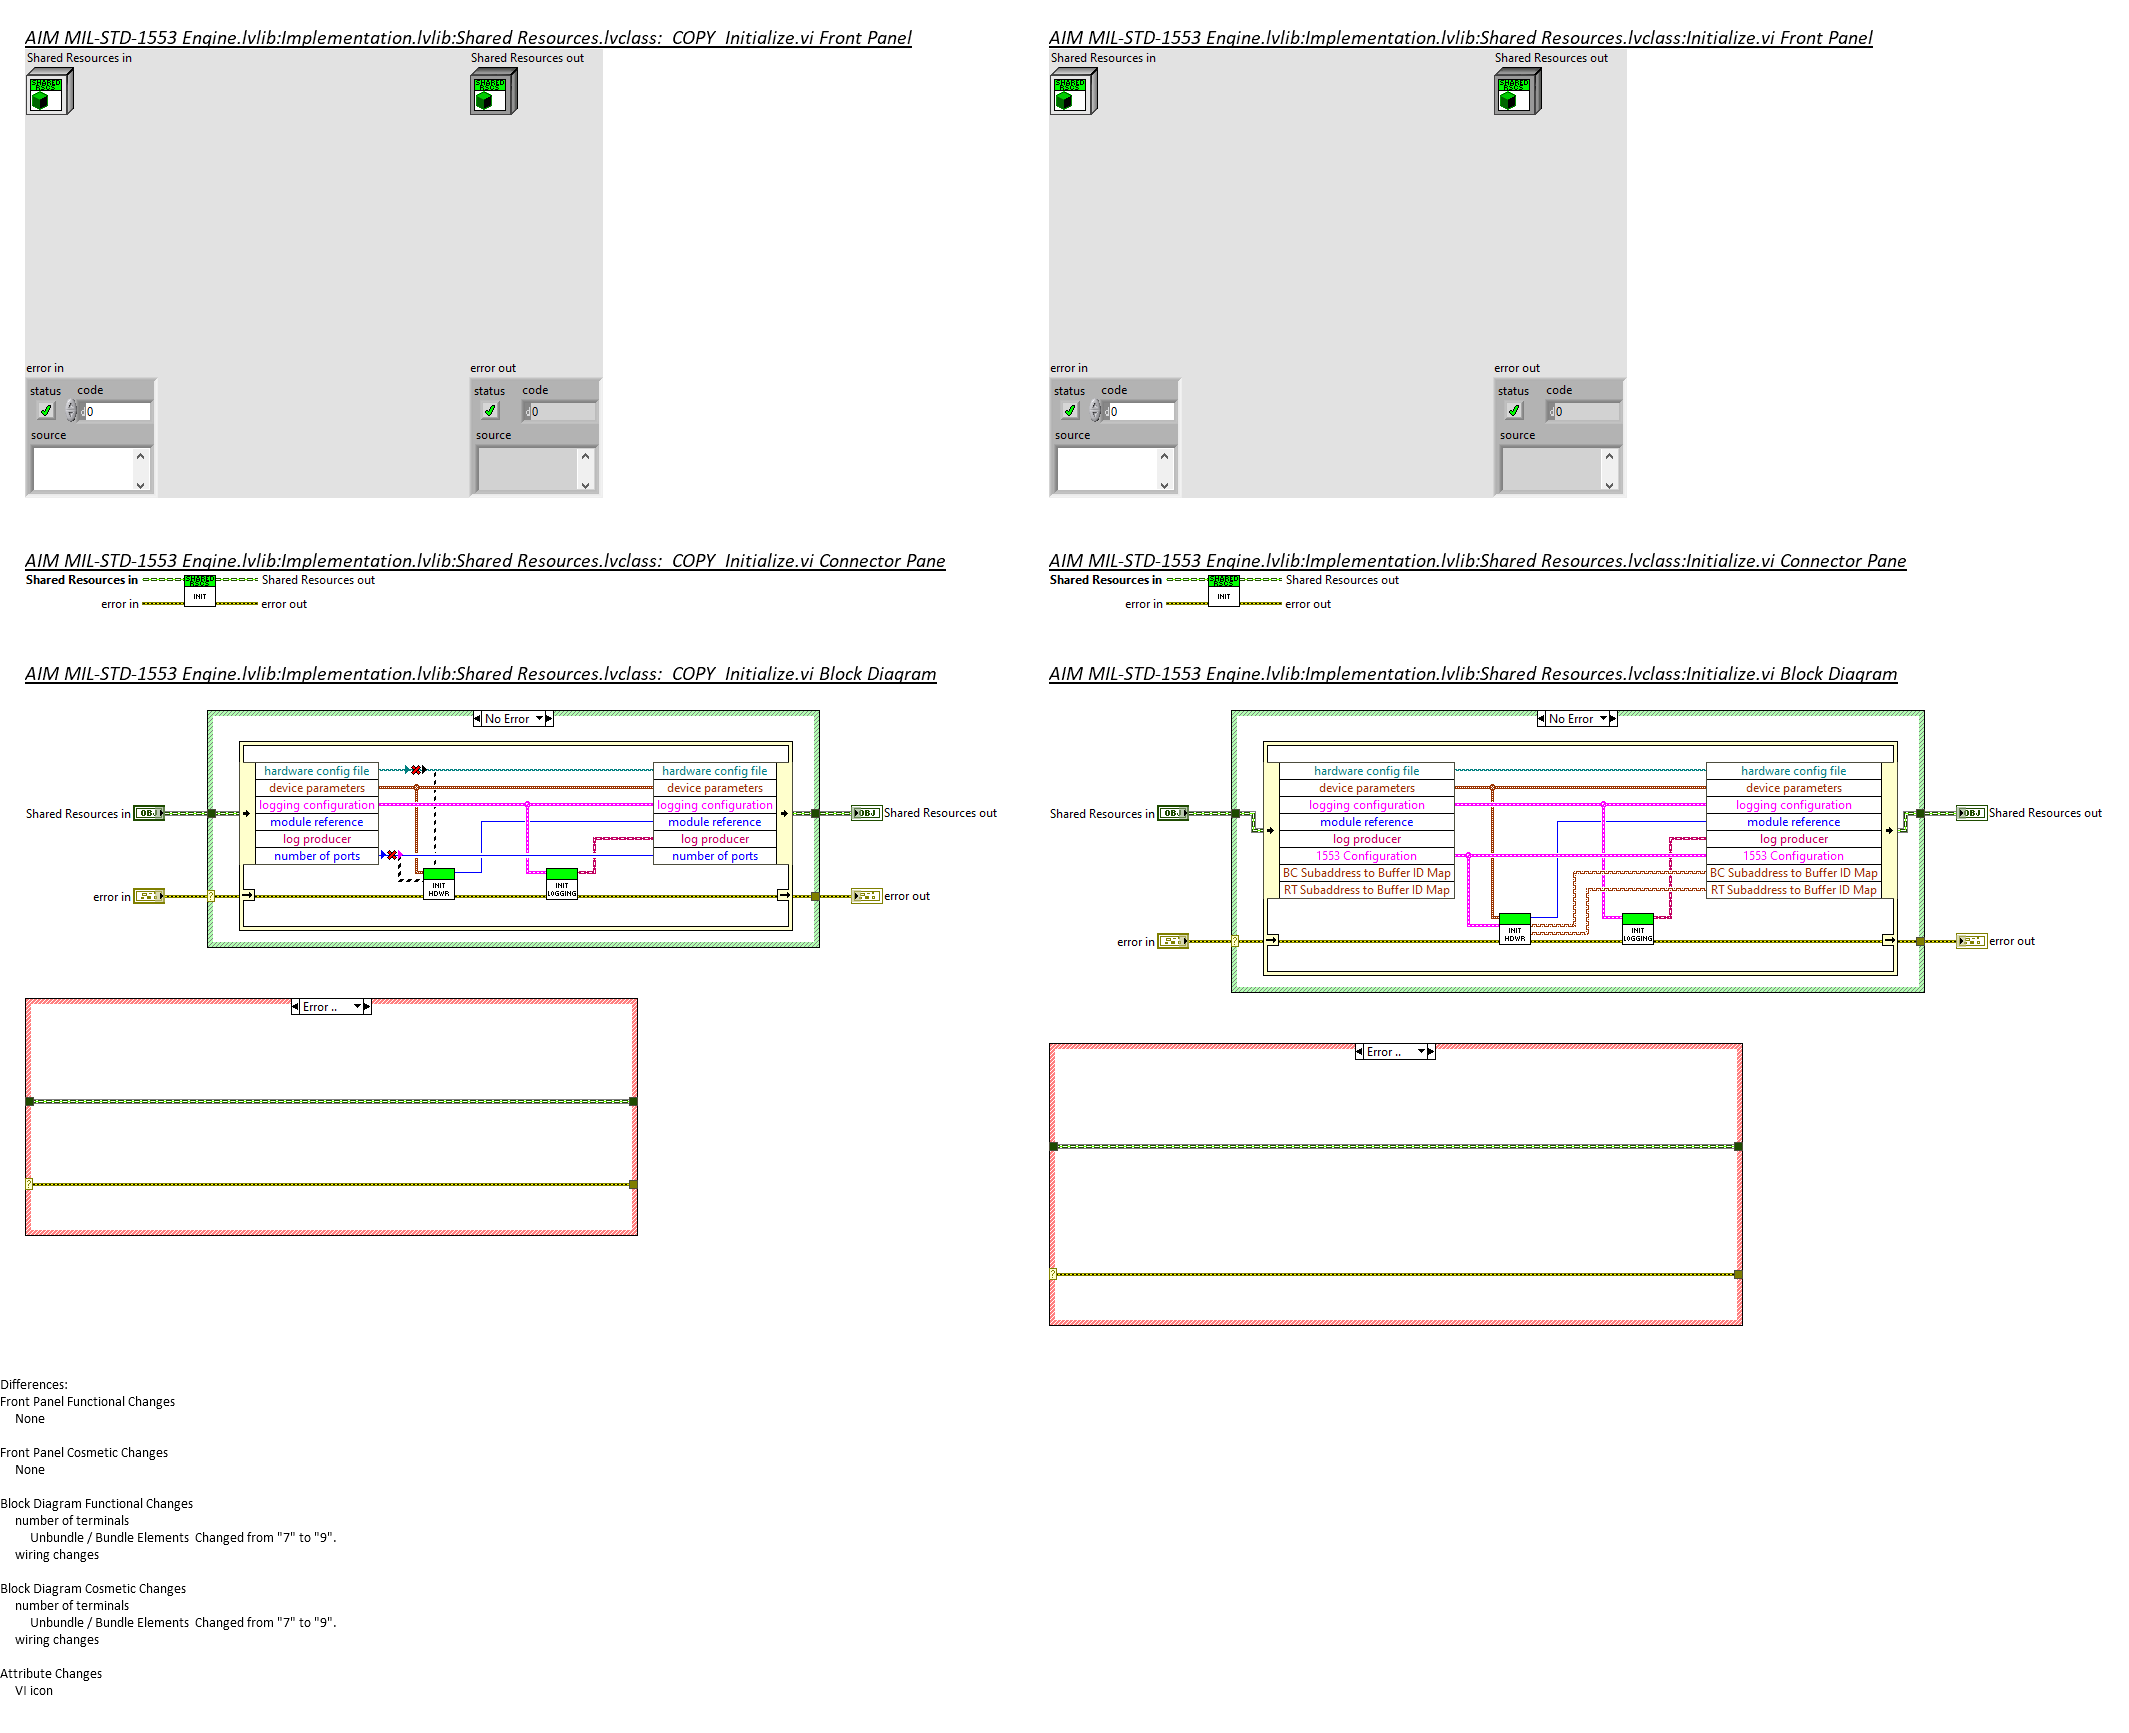 AIM MIL-STD-1553 Engine.lvlib:Implementation.lvlib:Shared Resources.lvclass:_COPY_Initialize.vi Front Panel
Shared Resources in
SHARED
RSCS
Shared Resources out
SHARED
RSCS
error in
status code
0
source
error out
status code
0
source
AIM MIL-STD-1553 Engine.lvlib:Implementation.lvlib:Shared Resources.lvclass:Initialize.vi Front Panel
Shared Resources in
SHARED
RSCS
Shared Resources out
SHARED
RSCS
error in
status code
0
source
error out
status code
0
source
AIM MIL-STD-1553 Engine.lvlib:Implementation.lvlib:Shared Resources.lvclass:_COPY_Initialize.vi Connector Pane
Shared Resources in
SHARED
RSCS
INIT
Shared Resources out
error in
error out
AIM MIL-STD-1553 Engine.lvlib:Implementation.lvlib:Shared Resources.lvclass:Initialize.vi Connector Pane
Shared Resources in
SHARED
RSCS
INIT
Shared Resources out
error in
error out
AIM MIL-STD-1553 Engine.lvlib:Implementation.lvlib:Shared Resources.lvclass:_COPY_Initialize.vi Block Diagram
No Error
hardware config file
device parameters
logging configuration
module reference
log producer
number of ports
hardware config file
device parameters
logging configuration
module reference
log producer
number of ports
Shared Resources in
OBJ
OBJ
Shared Resources out
INIT
HDWR
INIT
LOGGING
error in
?
error out
Error ..
?
AIM MIL-STD-1553 Engine.lvlib:Implementation.lvlib:Shared Resources.lvclass:Initialize.vi Block Diagram
No Error
hardware config file
device parameters
logging configuration
module reference
log producer
1553 Configuration
BC Subaddress to Buffer ID Map
RT Subaddress to Buffer ID Map
hardware config file
device parameters
logging configuration
module reference
log producer
1553 Configuration
BC Subaddress to Buffer ID Map
RT Subaddress to Buffer ID Map
Shared Resources in
OBJ
OBJ
Shared Resources out
INIT
HDWR
INIT
LOGGING
error in
?
error out
Error ..
?
Differences:
Front Panel Functional Changes
None
Front Panel Cosmetic Changes
None
Block Diagram Functional Changes
number of terminals
Unbundle / Bundle Elements  Changed from "7" to "9".
wiring changes
Block Diagram Cosmetic Changes
number of terminals
Unbundle / Bundle Elements  Changed from "7" to "9".
wiring changes
Attribute Changes
VI icon